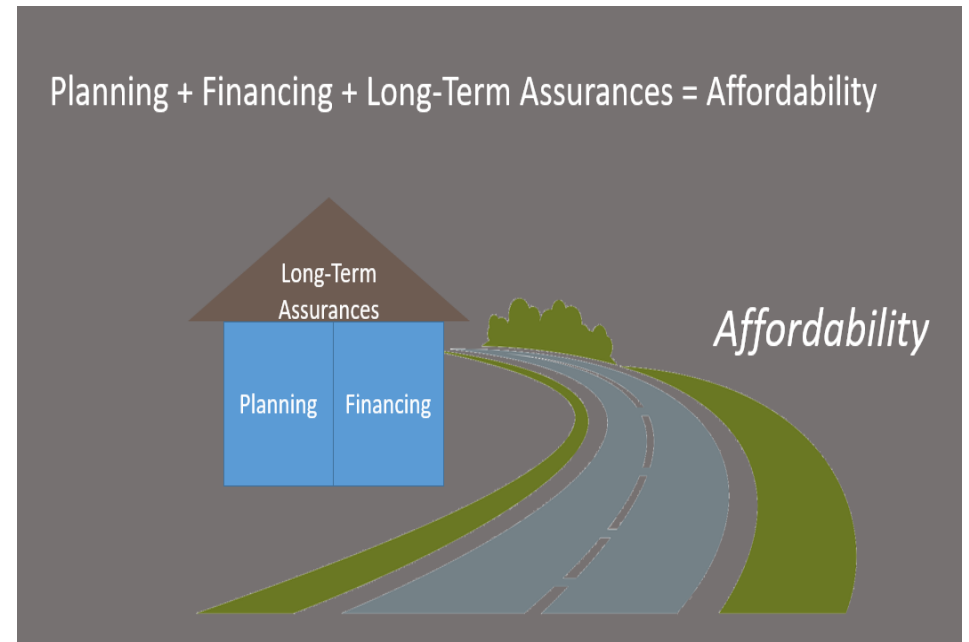 Planning + Financing + Long-Term Assurances = Affordability
Long-Term
Assurances
Affordability
Planning
Financing